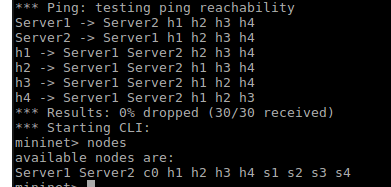 *** Ping: testing ping reachability
Server1 -> Server2 h1 h2 h3 h4
Server2 -> Server1 h1 h2 h3 h4
h1 -> Server1 Server2 h2 h3 h4
h2 -> Server1 Server2 h1 h3 h4
h3 -> Server1 Server2 h1 h2 h4
h4 -> Server1 Server2 h1 h2 h3
*** Results: 0% dropped (30/30 received)
*** Starting CLI:
mininet> nodes
available nodes are:
Server1 Server2 c0 h1 h2 h3 h4 s1 s2 s3 s4
mininet>